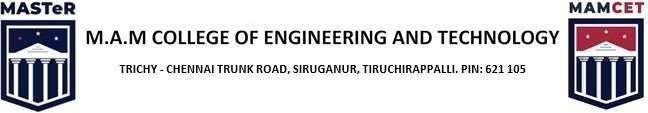 MASTeR
MAMCET
M.A.M COLLEGE OF ENGINEERING AND TECHNOLOGY
TRICHY - CHENNAI TRUNK ROAD, SIRUGANUR, TIRUCHIRAPPALLI. PIN: 621 105